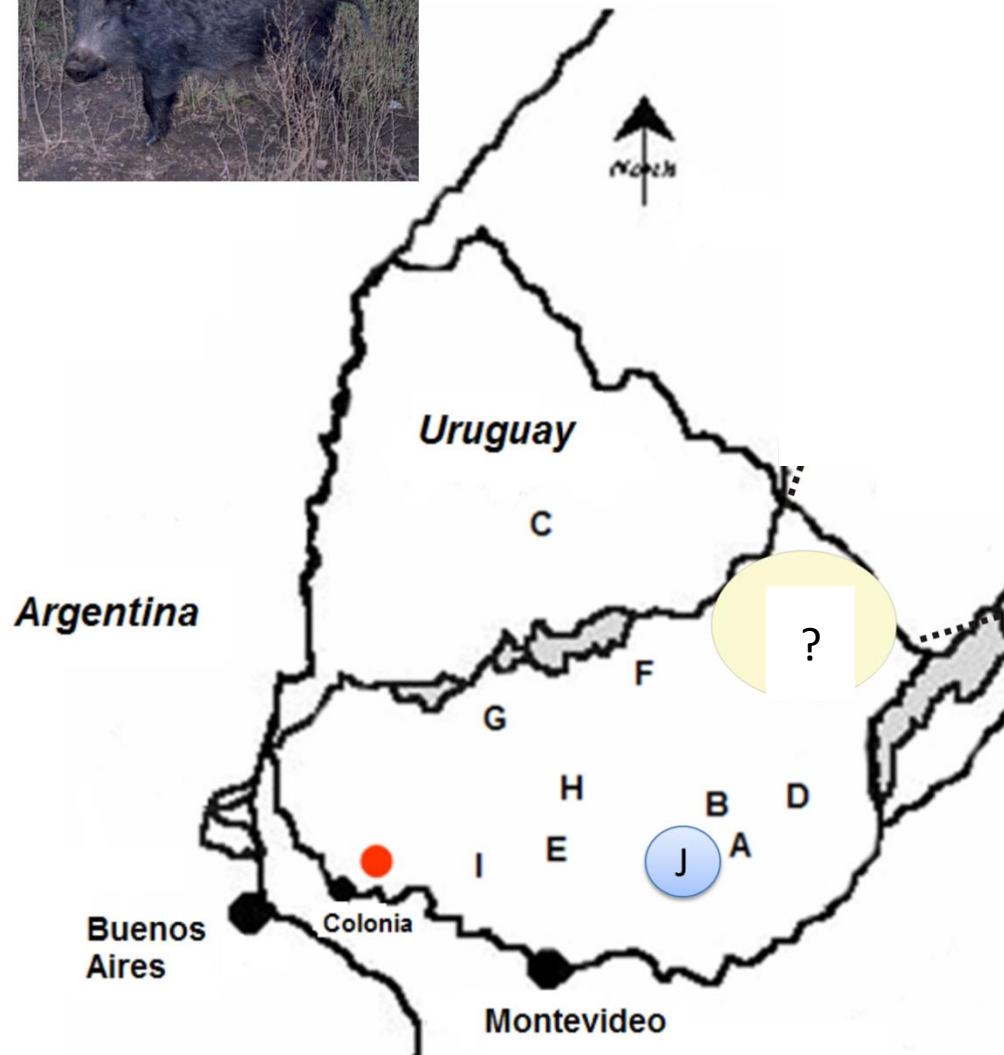 North
Uruguay
C
Argentina
?
F
G
H
B
D
I
E
J
A
Buenos
Aires
Colonia
Montevideo